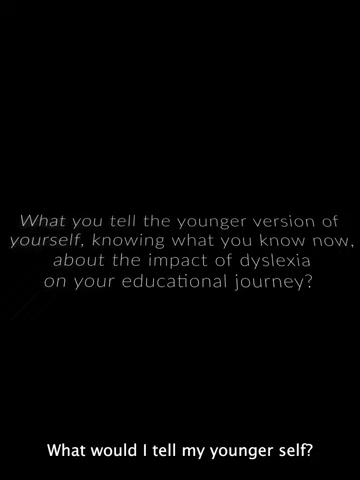 What you tell the younger version of
yourself, knowing what you know now,
about the impact of dyslexia
on your educational journey?
What would I tell my younger self?